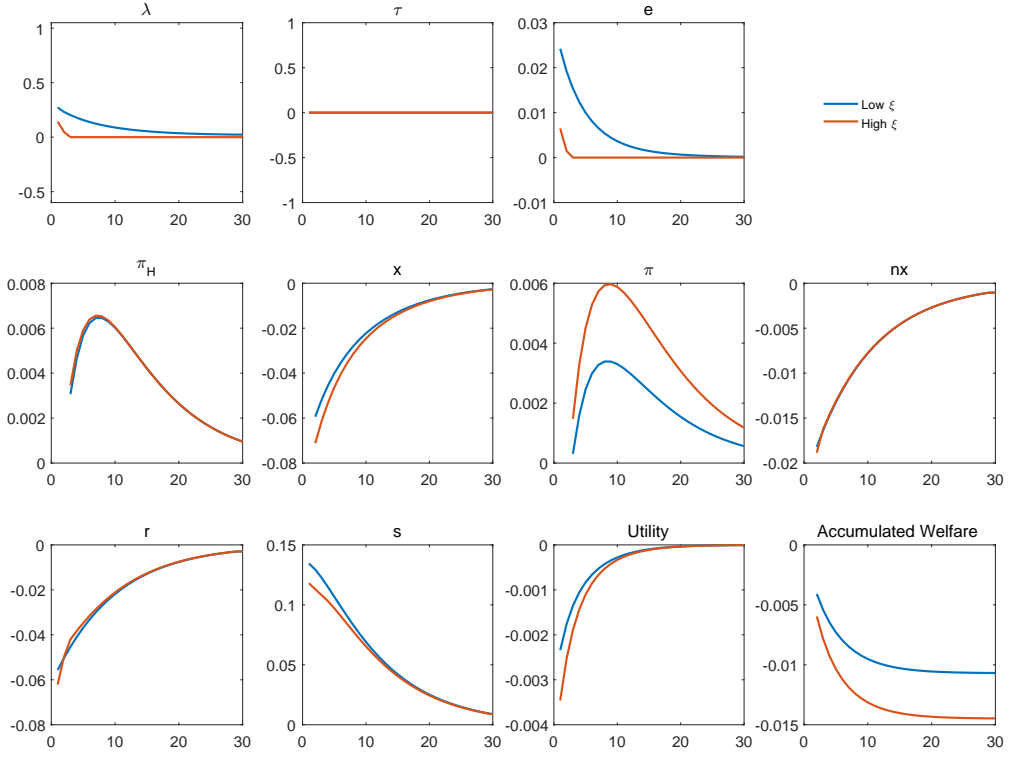 λ
τ
e
1
0.5
0
-0.5
0 10 20 30
1
0.5
0
-0.5
-1
0 10 20 30
0.03
0.02
0.01
0
-0.01
0 10 20 30
Low ξ
High ξ
π_H
x
π
nx
0.008
0.006
0.004
0.002
0
0 10 20 30
0
-0.02
-0.04
-0.06
-0.08
0 10 20 30
0.006
0.004
0.002
0
0 10 20 30
0
-0.005
-0.01
-0.015
-0.02
0 10 20 30
r
s
Utility
Accumulated Welfare
0
-0.02
-0.04
-0.06
-0.08
0 10 20 30
0.15
0.1
0.05
0
0 10 20 30
0
-0.001
-0.002
-0.003
-0.004
0 10 20 30
0
-0.005
-0.01
-0.015
0 10 20 30